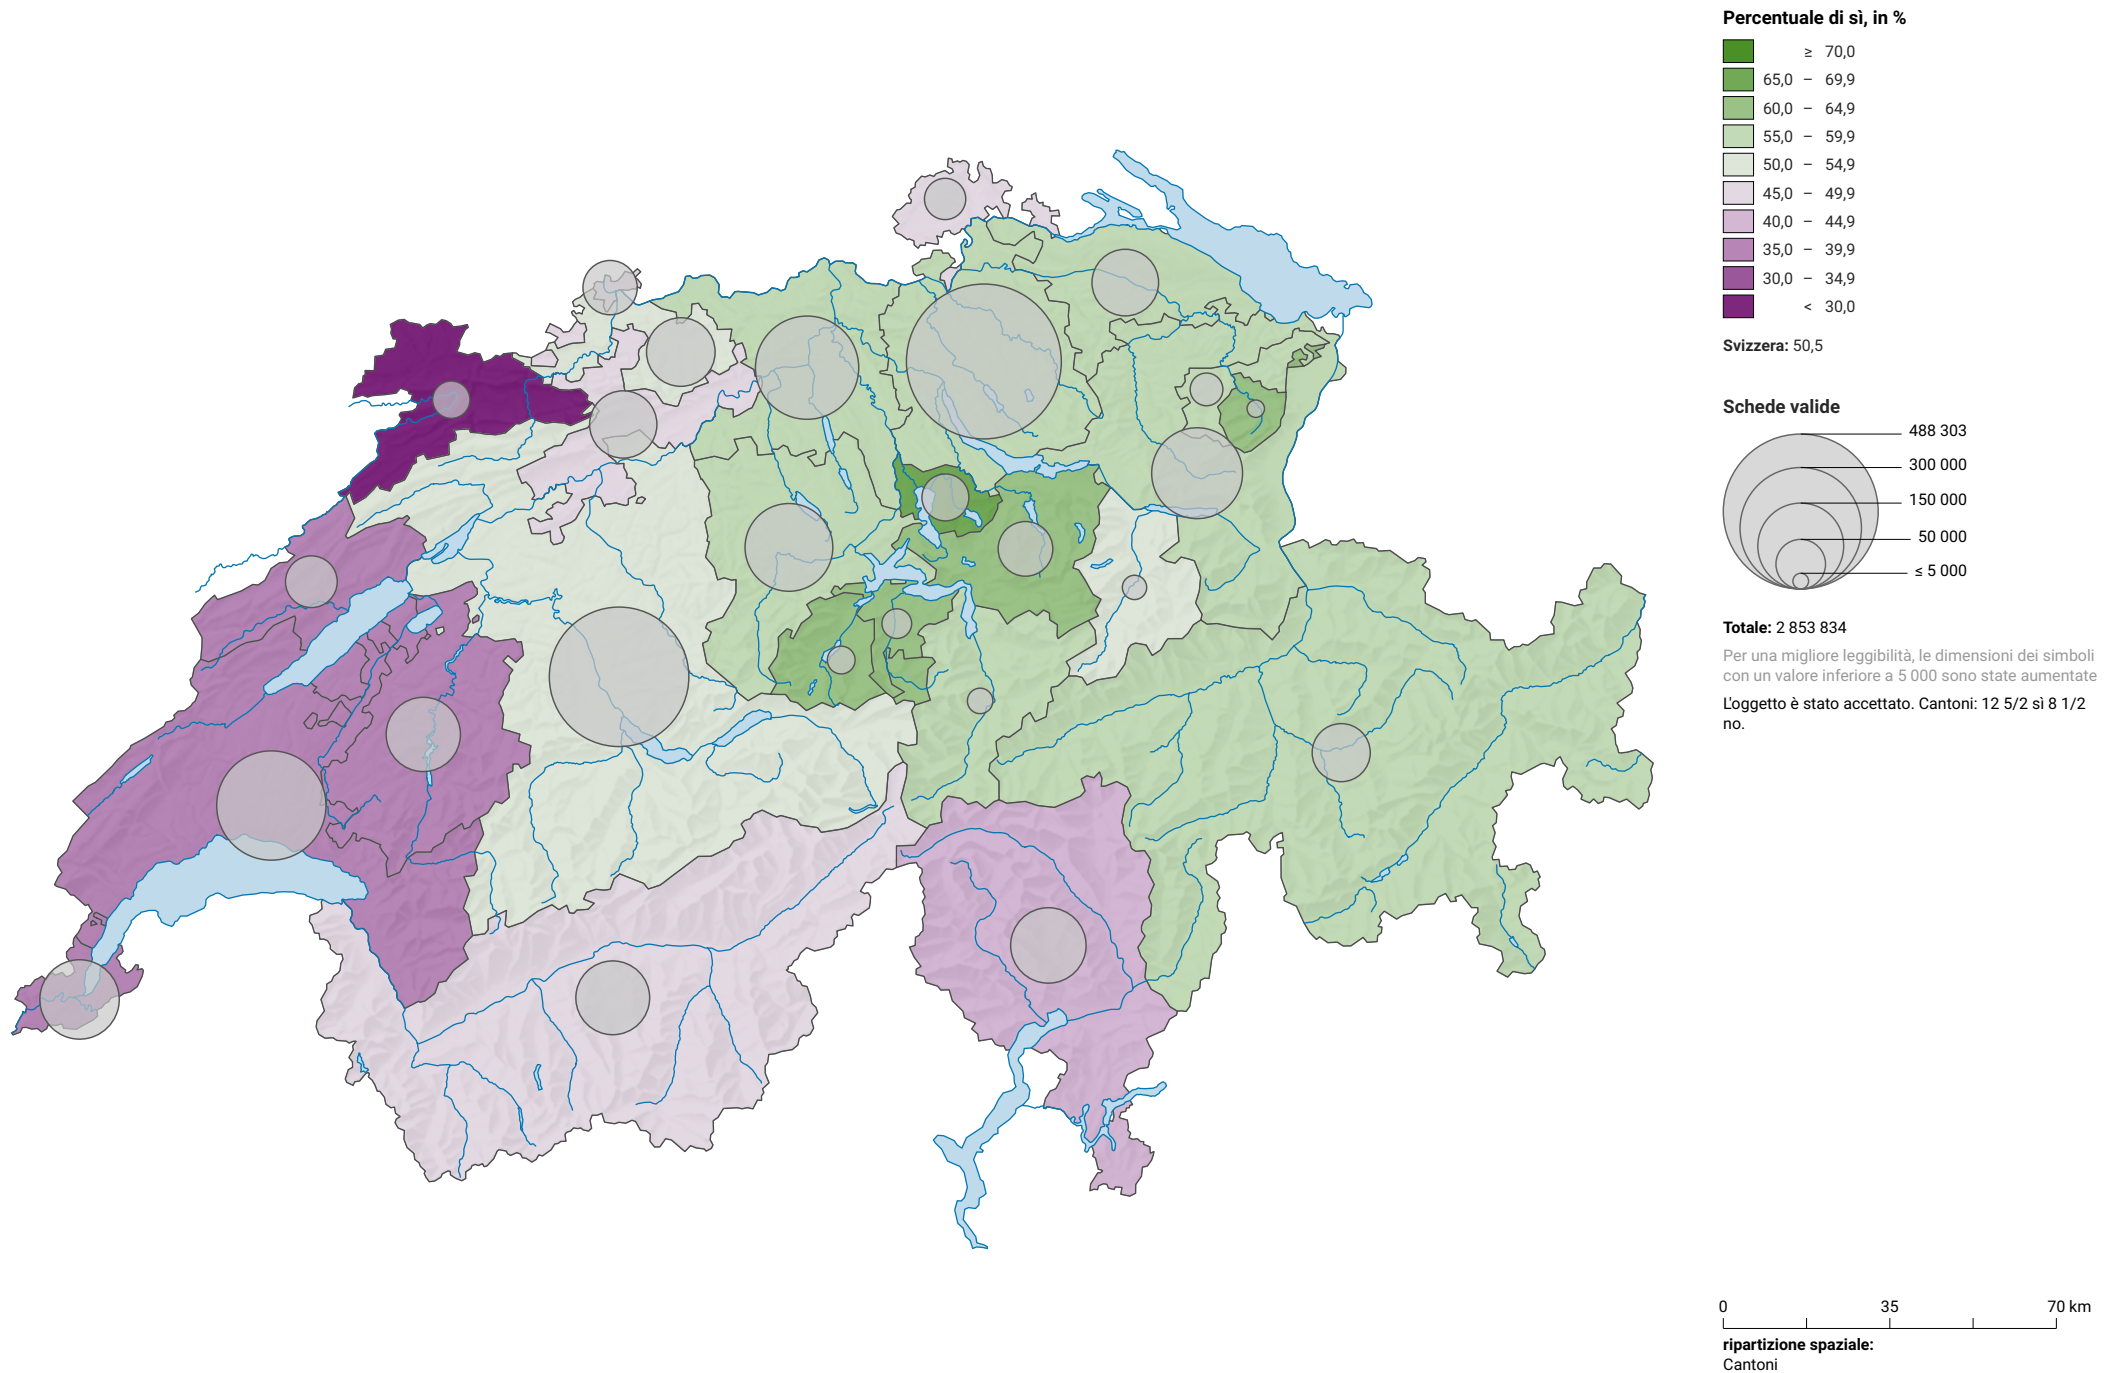 Percentuale di sì, in %
≥ 70,0
65,0 – 69,9
60,0 – 64,9
55,0 – 59,9
50,0 – 54,9
45,0 – 49,9
40,0 – 44,9
35,0 – 39,9
30,0 – 34,9
< 30,0
Svizzera: 50,5
Schede valide
488 303
300 000
150 000
50 000
≤ 5 000
Totale: 2 853 834
Per una migliore leggibilità, le dimensioni dei simboli
con un valore inferiore a 5 000 sono state aumentate
L'oggetto è stato accettato. Cantoni: 12 5/2 sì 8 1/2
no.
0 35 70 km
ripartizione spaziale:
Cantoni